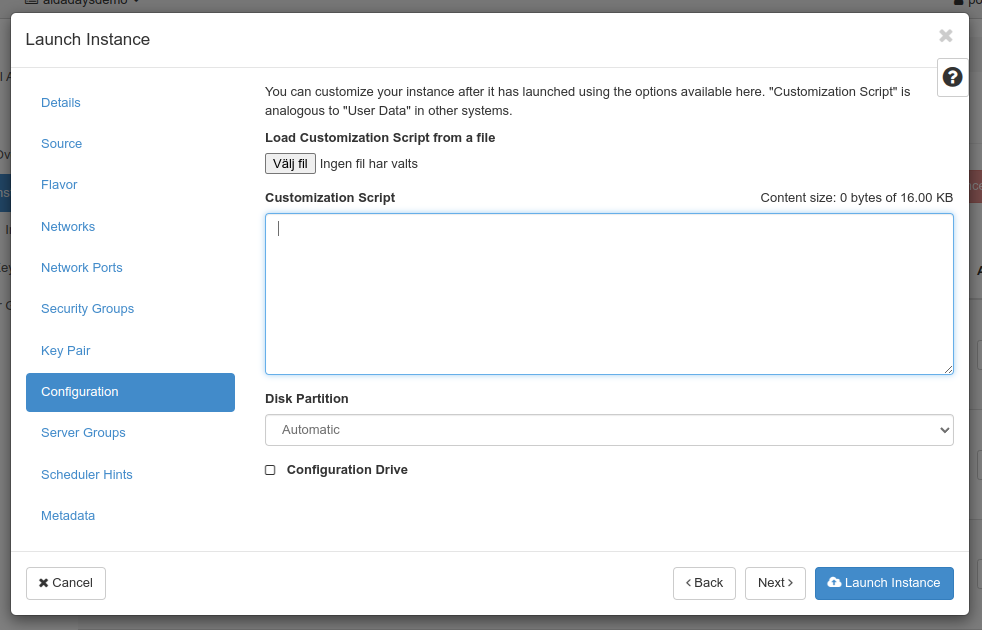 aidadaysdemo
Launch Instance
Details
Source
Flavor
Networks
Network Ports
Security Groups
Key Pair
Configuration
Server Groups
Scheduler Hints
Metadata
You can customize your instance after it has launched using the options available here. "Customization Script" is
analogous to "User Data" in other systems.
Load Customization Script from a file
Välj fil Ingen fil har valts
Customization Script Content size: 0 bytes of 16.00 KB
Disk Partition
Automatic
Configuration Drive
Cancel
Back
Next
Launch Instance